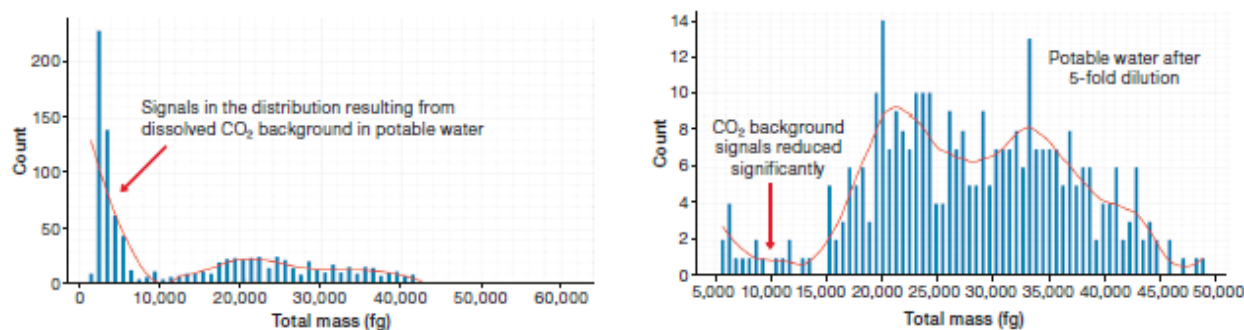 200
150
100
50
0
Count
Signals in the distribution resulting from
dissolved CO₂ background in potable water
0
10,000
20,000
30,000
40,000
50,000
60,000
Total mass (fg)
14
12
10
8
6
4
2
0
Count
Potable water after
5-fold dilution
CO₂ background
signals reduced
significantly
5,000
10,000
15,000
20,000
25,000
30,000
35,000
40,000
45,000
50,000
Total mass (fg)